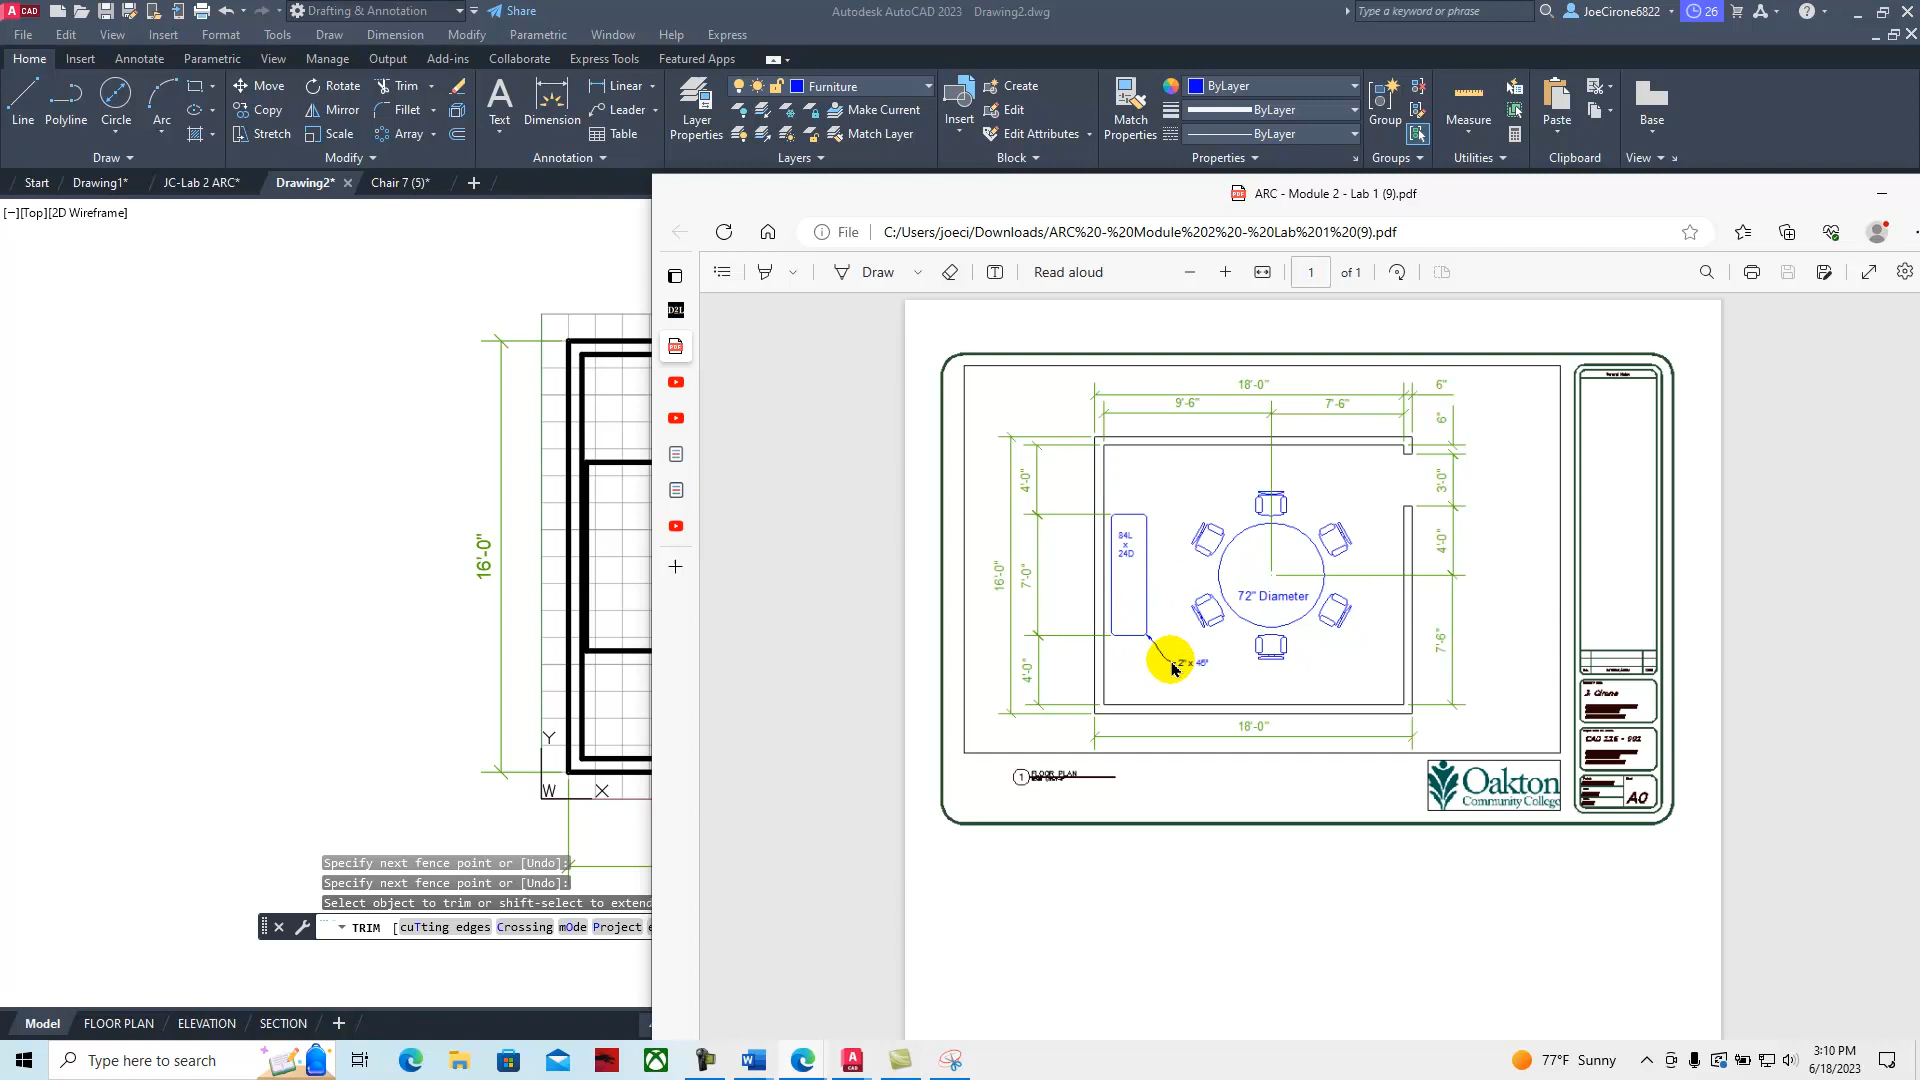 A CAD
Drafting & Annotation
Share
Autodesk AutoCAD 2023 Drawing2.dwg
Type a keyword or phrase
JoeCirone6822
26
File Edit View Insert Format Tools Draw Dimension Modify Parametric Window Help Express
Home Insert Annotate Parametric View Manage Output Add-ins Collaborate Express Tools Featured Apps
Line Polyline Circle Arc
Move Rotate Trim
Copy Mirror Fillet
Stretch Scale Array
Text Dimension
Linear
Leader
Table
Layer Properties
Furniture
Make Current
Match Layer
Insert
Create
Edit
Edit Attributes
Match Properties
ByLayer
ByLayer
ByLayer
Group
Measure
Paste
Base
Draw Modify Annotation Layers Block Properties Groups Utilities Clipboard View
Start Drawing1* JC-Lab 2 ARC* Drawing2* Chair 7 (5)*
[−][Top][2D Wireframe]
ARC - Module 2 - Lab 1 (9).pdf
File C:/Users/joeci/Downloads/ARC%20-%20Module%202%20-%20Lab%201%20(9).pdf
Draw Read aloud 1 of 1
D2L
PDF
18'-0" 6"
9'-6" 7'-6"
6"
4'-0"
3'-0"
84L
x
24D
4'-0"
16'-0"
7'-0"
72" Diameter
7'-6"
2" x 45°
4'-0"
18'-0"
1 FLOOR PLAN
Oakton
Community College
J. Cirone
A0
16'-0"
Y
W X
Specify next fence point or [Undo]:
Specify next fence point or [Undo]:
Select object to trim or shift-select to extend
TRIM [cuTting edges Crossing mOde Project
Model FLOOR PLAN ELEVATION SECTION
Type here to search
77°F Sunny
3:10 PM
6/18/2023